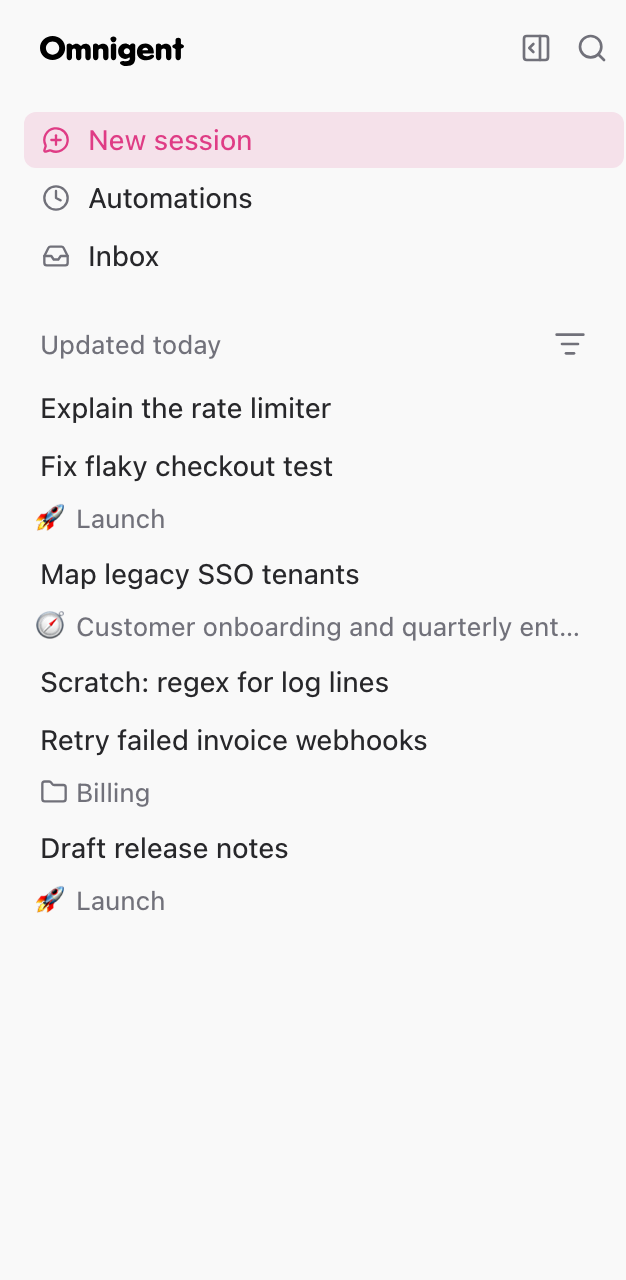 Omnigent
New session
Automations
Inbox
Updated today
Explain the rate limiter
Fix flaky checkout test
🚀 Launch
Map legacy SSO tenants
🧭 Customer onboarding and quarterly ent...
Scratch: regex for log lines
Retry failed invoice webhooks
Billing
Draft release notes
🚀 Launch